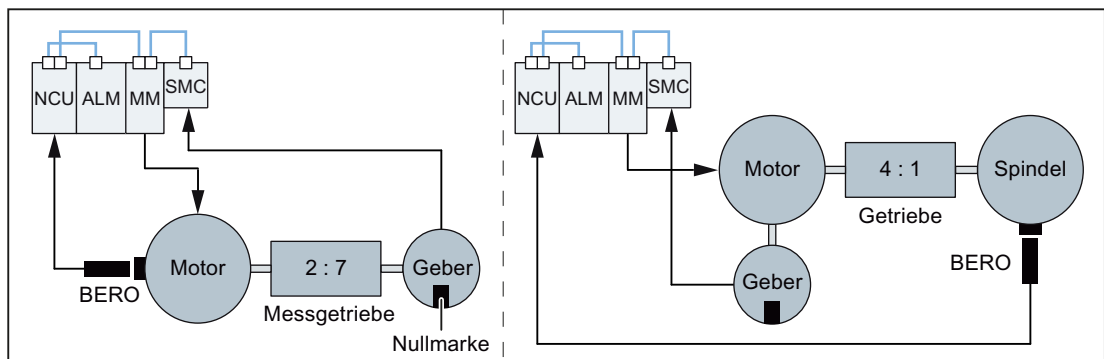 NCU ALM MM SMC
Motor
2 : 7
Geber
BERO
Messgetriebe
Nullmarke
NCU ALM MM SMC
Motor
4 : 1
Spindel
Getriebe
BERO
Geber